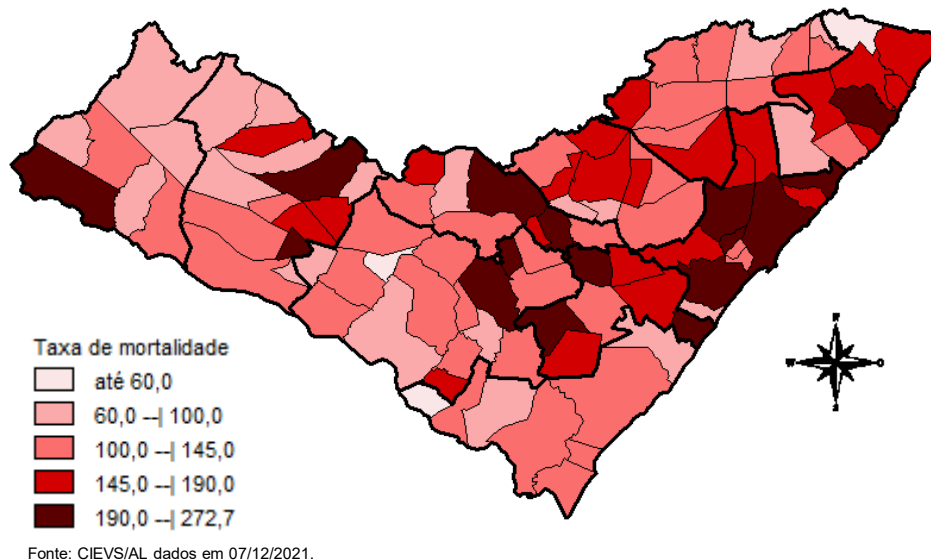 Taxa de mortalidade
até 60,0
60,0 --| 100,0
100,0 --| 145,0
145,0 --| 190,0
190,0 --| 272,7
Fonte: CIEVS/AL dados em 07/12/2021.
N
W
O
S